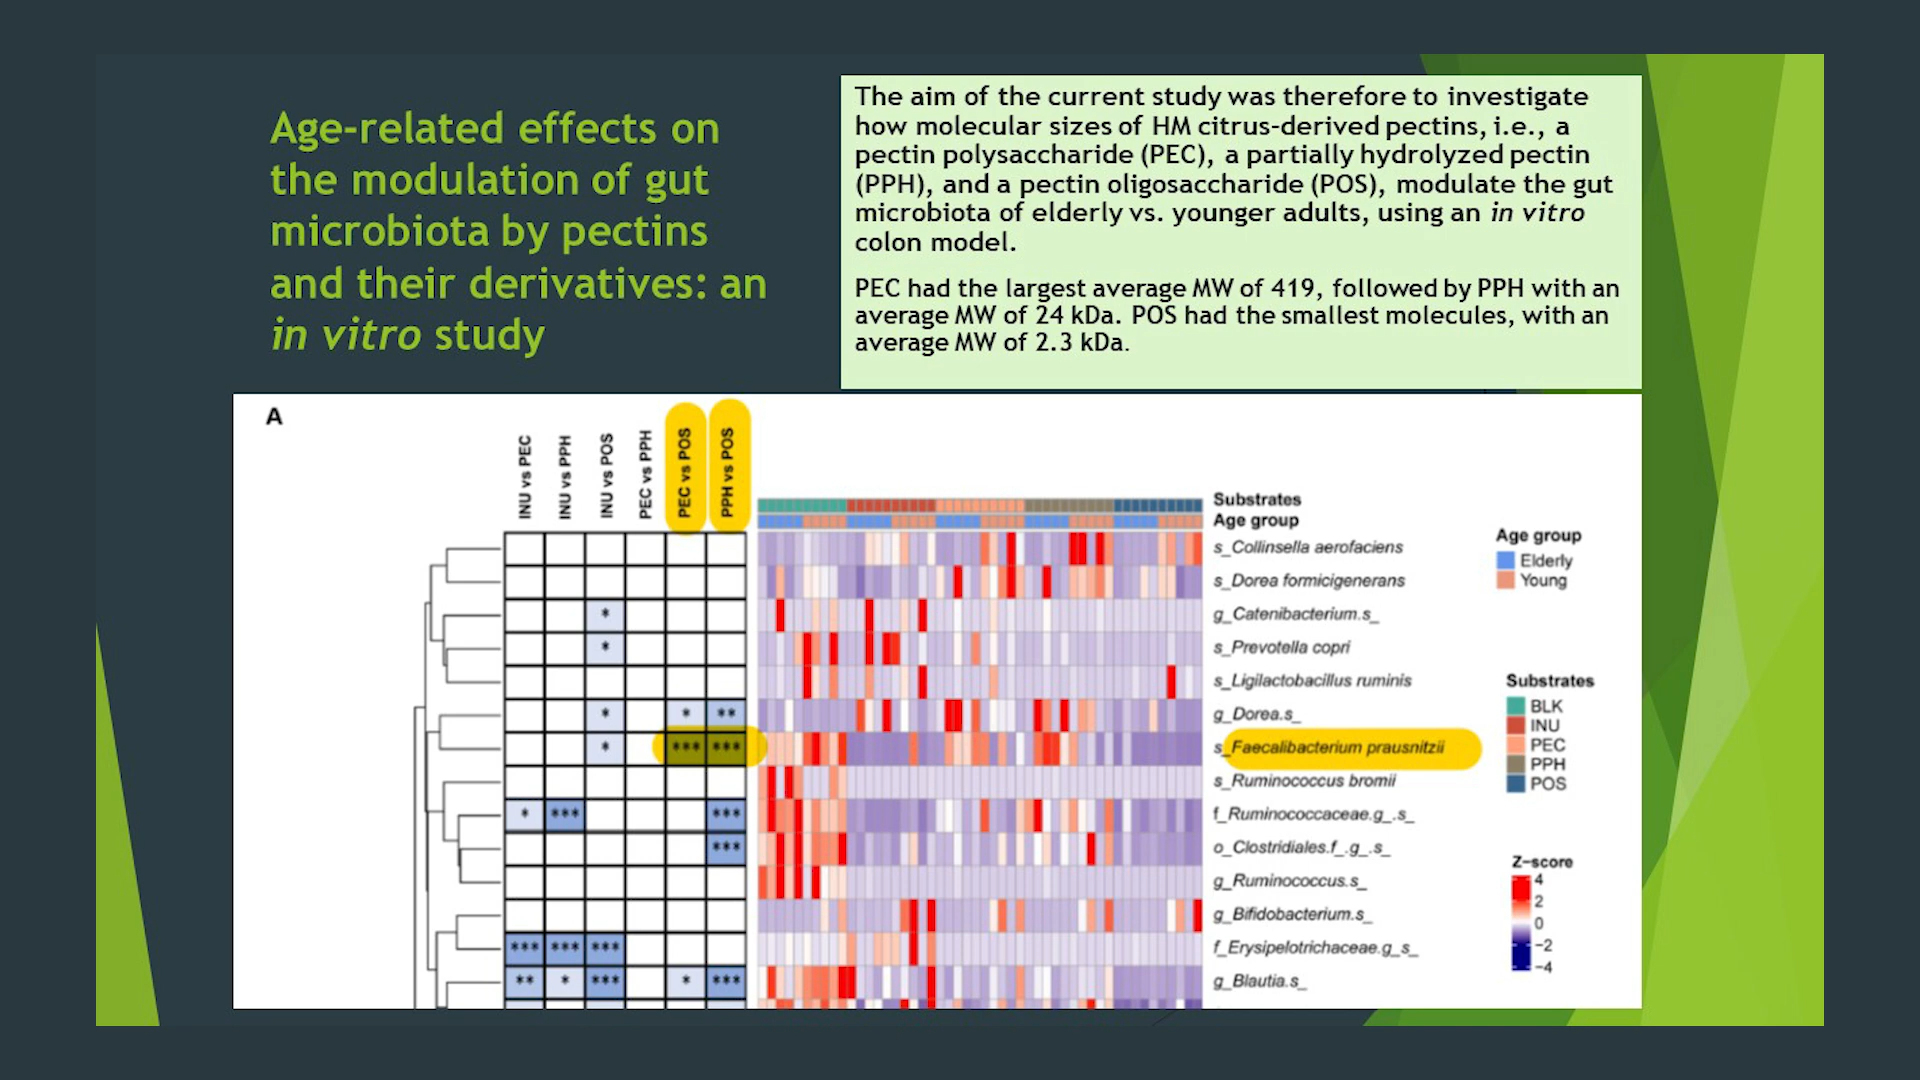 Age-related effects on
the modulation of gut
microbiota by pectins
and their derivatives: an
in vitro study
The aim of the current study was therefore to investigate
how molecular sizes of HM citrus-derived pectins, i.e., a
pectin polysaccharide (PEC), a partially hydrolyzed pectin
(PPH), and a pectin oligosaccharide (POS), modulate the gut
microbiota of elderly vs. younger adults, using an in vitro
colon model.
PEC had the largest average MW of 419, followed by PPH with an
average MW of 24 kDa. POS had the smallest molecules, with an
average MW of 2.3 kDa.
A
INU vs PEC
INU vs PPH
INU vs POS
PEC vs PPH
PEC vs POS
PPH vs POS
Substrates
Age group
s_Collinsella aerofaciens
s_Dorea formicigenerans
* g_Catenibacterium.s_
* s_Prevotella copri
s_Ligilactobacillus ruminis
* * ** g_Dorea.s_
* *** *** s_Faecalibacterium prausnitzii
s_Ruminococcus bromii
* *** *** f_Ruminococcaceae.g_.s_
*** o_Clostridiales.f_.g_.s_
g_Ruminococcus.s_
g_Bifidobacterium.s_
*** *** *** f_Erysipelotrichaceae.g_s_
** * *** * *** g_Blautia.s_
Age group
Elderly
Young
Substrates
BLK
INU
PEC
PPH
POS
Z-score
4
2
0
-2
-4